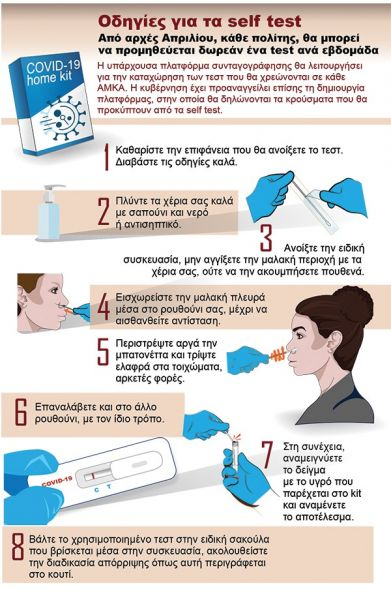 Οδηγίες για τα self test
Από αρχές Απριλίου, κάθε πολίτης, θα μπορεί
να προμηθεύεται δωρεάν ένα test ανά εβδομάδα
COVID-19
home kit
Η υπάρχουσα πλατφόρμα συνταγογράφησης θα λειτουργήσει
για την καταχώρηση των τεστ που θα χρεώνονται σε κάθε
ΑΜΚΑ. Η κυβέρνηση έχει προαναγγείλει επίσης τη δημιουργία
πλατφόρμας, στην οποία θα δηλώνονται τα κρούσματα που θα
προκύπτουν από τα self test.
1 Καθαρίστε την επιφάνεια που θα ανοίξετε το τεστ.
Διαβάστε τις οδηγίες καλά.
2 Πλύντε τα χέρια σας καλά
με σαπούνι και νερό
ή αντισηπτικό.
3 Ανοίξτε την ειδική
συσκευασία, μην αγγίξετε την μαλακή περιοχή με τα
χέρια σας, ούτε να την ακουμπήσετε πουθενά.
4 Εισχωρείστε την μαλακή πλευρά
μέσα στο ρουθούνι σας, μέχρι να
αισθανθείτε αντίσταση.
5 Περιστρέψτε αργά την
μπατονέττα και τρίψτε
ελαφρά στα τοιχώματα,
αρκετές φορές.
6 Επαναλάβετε και στο άλλο
ρουθούνι, με τον ίδιο τρόπο.
COVID-19
C T
7 Στη συνέχεια,
αναμειγνύετε
το δείγμα
με το υγρό που
παρέχεται στο kit
και αναμένετε
το αποτέλεσμα.
8 Βάλτε το χρησιμοποιημένο τεστ στην ειδική σακούλα
που βρίσκεται μέσα στην συσκευασία, ακολουθείστε
την διαδικασία απόρριψης όπως αυτή περιγράφεται
στο κουτί.